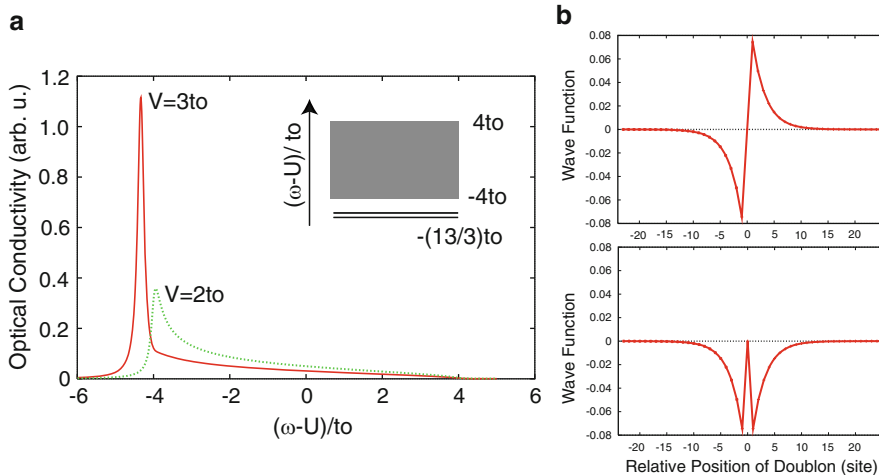 a
Optical Conductivity (arb. u.)
1.2
1.0
0.8
0.6
0.4
0.2
0
V=3to
V=2to
(ω-U)/ to
4to
-4to
-(13/3)to
-6 -4 -2 0 2 4 6
(ω-U)/to
b
Wave Function
0.08
0.06
0.04
0.02
0
-0.02
-0.04
-0.06
-0.08
-20 -15 -10 -5 0 5 10 15 20
Wave Function
0.08
0.06
0.04
0.02
0
-0.02
-0.04
-0.06
-0.08
-20 -15 -10 -5 0 5 10 15 20
Relative Position of Doublon (site)